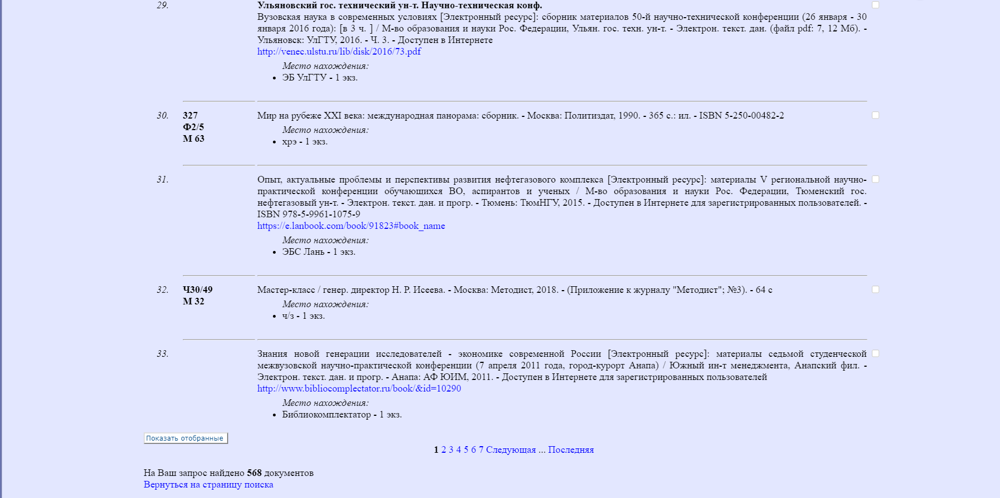 29.
Ульяновский гос. технический ун-т. Научно-техническая конф.
Вузовская наука в современных условиях [Электронный ресурс]: сборник материалов 50-й научно-технической конференции (26 января - 30
января 2016 года): [в 3 ч. ] / М-во образования и науки Рос. Федерации, Ульян. гос. техн. ун-т. - Электрон. текст. дан. (файл pdf: 7, 12 Мб). -
Ульяновск: УлГТУ, 2016. - Ч. 3. - Доступен в Интернете
http://venec.ulstu.ru/lib/disk/2016/73.pdf
Место нахождения:
• ЭБ УлГТУ - 1 экз.
30.
327
Ф2/5
М 63
Мир на рубеже XXI века: международная панорама: сборник. - Москва: Политиздат, 1990. - 365 с.: ил. - ISBN 5-250-00482-2
Место нахождения:
• хрэ - 1 экз.
31.
Опыт, актуальные проблемы и перспективы развития нефтегазового комплекса [Электронный ресурс]: материалы V региональной научно-
практической конференции обучающихся ВО, аспирантов и ученых / М-во образования и науки Рос. Федерации, Тюменский гос.
нефтегазовый ун-т. - Электрон. текст. дан. и прогр. - Тюмень: ТюмНГУ, 2015. - Доступен в Интернете для зарегистрированных пользователей. -
ISBN 978-5-9961-1075-9
https://e.lanbook.com/book/91823#book_name
Место нахождения:
• ЭБС Лань - 1 экз.
32.
Ч30/49
М 32
Мастер-класс / генер. директор Н. Р. Исеева. - Москва: Методист, 2018. - (Приложение к журналу "Методист"; №3). - 64 с
Место нахождения:
• ч/з - 1 экз.
33.
Знания новой генерации исследователей - экономике современной России [Электронный ресурс]: материалы седьмой студенческой
межвузовской научно-практической конференции (7 апреля 2011 года, город-курорт Анапа) / Южный ин-т менеджмента, Анапский фил. -
Электрон. текст. дан. и прогр. - Анапа: АФ ЮИМ, 2011. - Доступен в Интернете для зарегистрированных пользователей
http://www.bibliocomplectator.ru/book/&id=10290
Место нахождения:
• Библиокомплектатор - 1 экз.
Показать отобранные
1 2 3 4 5 6 7 Следующая ... Последняя
На Ваш запрос найдено 568 документов
Вернуться на страницу поиска